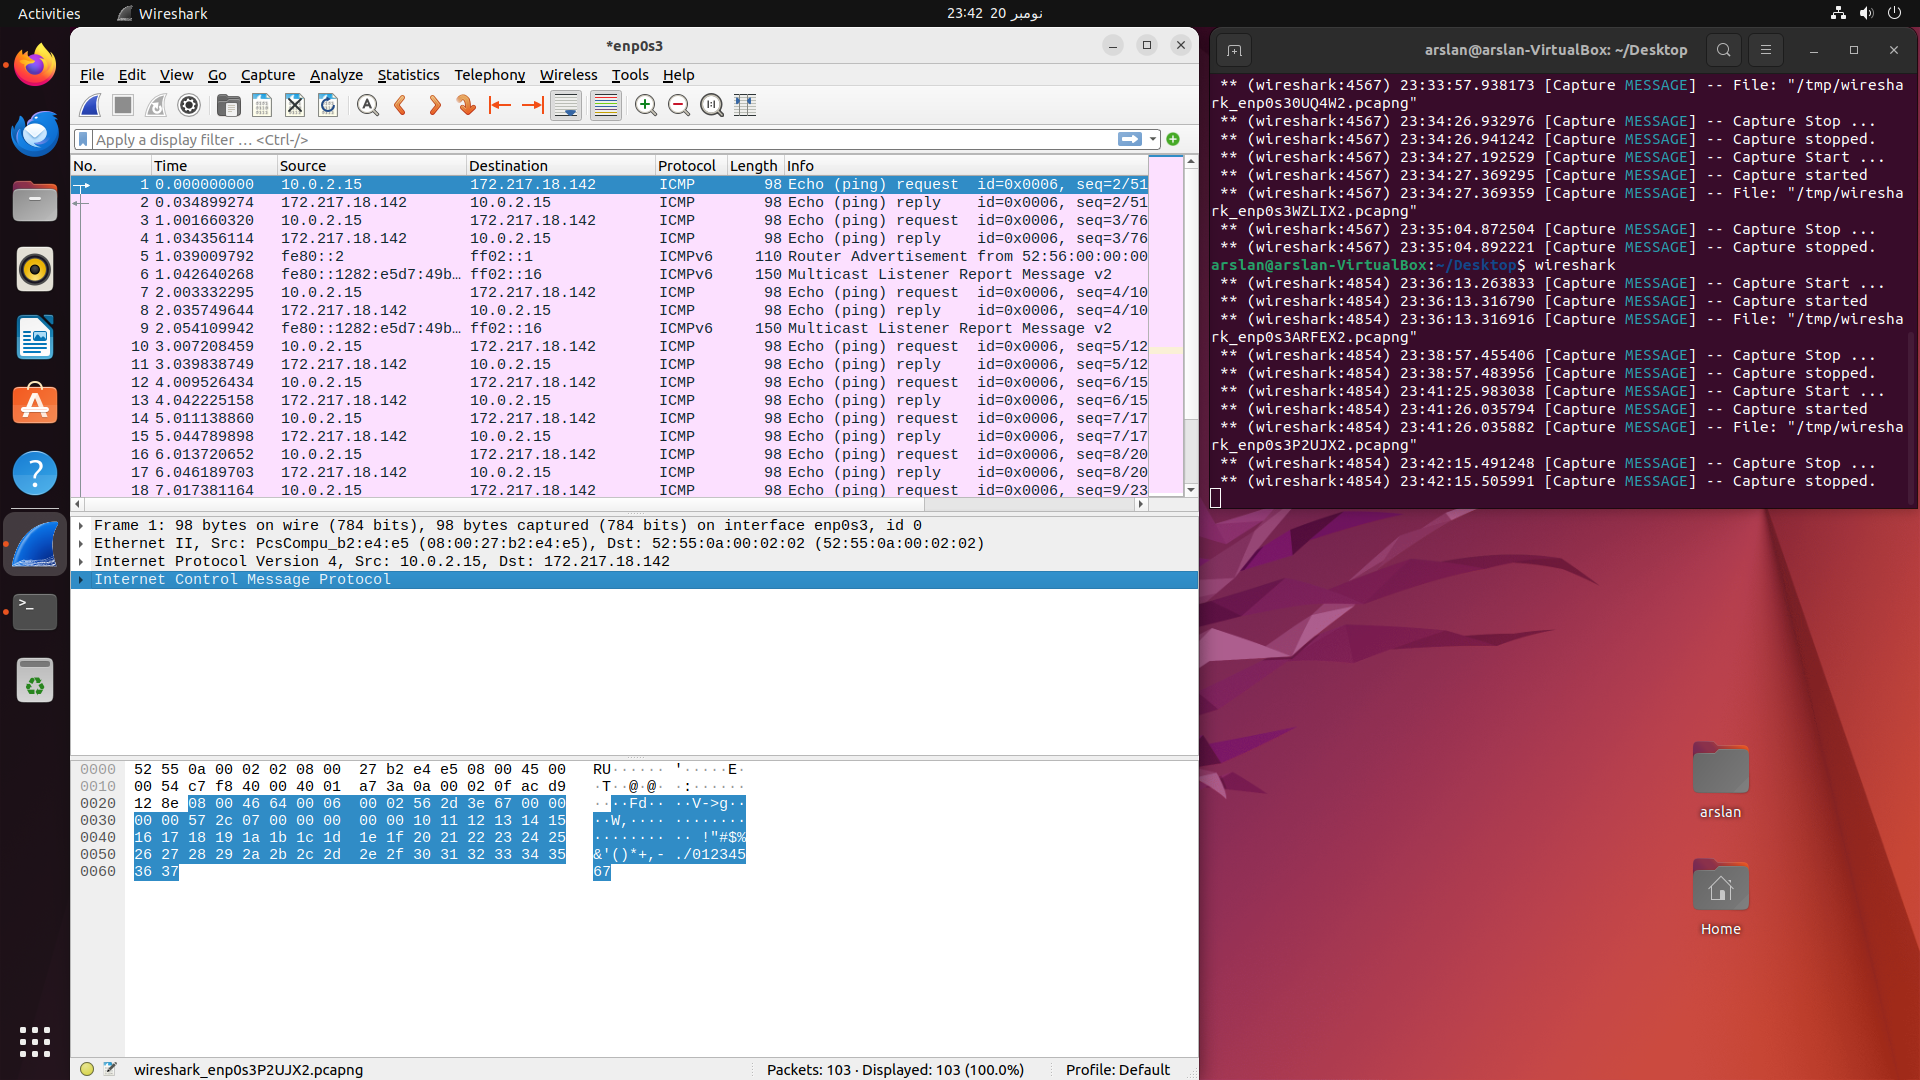 Activities
Wireshark
23:42 20 نومبر
*enp0s3
File Edit View Go Capture Analyze Statistics Telephony Wireless Tools Help
Apply a display filter … <Ctrl-/>
No. Time Source Destination Protocol Length Info
1 0.000000000 10.0.2.15 172.217.18.142 ICMP 98 Echo (ping) request id=0x0006, seq=2/51
2 0.034899274 172.217.18.142 10.0.2.15 ICMP 98 Echo (ping) reply id=0x0006, seq=2/51
3 1.001660320 10.0.2.15 172.217.18.142 ICMP 98 Echo (ping) request id=0x0006, seq=3/76
4 1.034356114 172.217.18.142 10.0.2.15 ICMP 98 Echo (ping) reply id=0x0006, seq=3/76
5 1.039009792 fe80::2 ff02::1 ICMPv6 110 Router Advertisement from 52:56:00:00:00
6 1.042640268 fe80::1282:e5d7:49b… ff02::16 ICMPv6 150 Multicast Listener Report Message v2
7 2.003332295 10.0.2.15 172.217.18.142 ICMP 98 Echo (ping) request id=0x0006, seq=4/10
8 2.035749644 172.217.18.142 10.0.2.15 ICMP 98 Echo (ping) reply id=0x0006, seq=4/10
9 2.054109942 fe80::1282:e5d7:49b… ff02::16 ICMPv6 150 Multicast Listener Report Message v2
10 3.007208459 10.0.2.15 172.217.18.142 ICMP 98 Echo (ping) request id=0x0006, seq=5/12
11 3.039838749 172.217.18.142 10.0.2.15 ICMP 98 Echo (ping) reply id=0x0006, seq=5/12
12 4.009526434 10.0.2.15 172.217.18.142 ICMP 98 Echo (ping) request id=0x0006, seq=6/15
13 4.042225158 172.217.18.142 10.0.2.15 ICMP 98 Echo (ping) reply id=0x0006, seq=6/15
14 5.011138860 10.0.2.15 172.217.18.142 ICMP 98 Echo (ping) request id=0x0006, seq=7/17
15 5.044789898 172.217.18.142 10.0.2.15 ICMP 98 Echo (ping) reply id=0x0006, seq=7/17
16 6.013720652 10.0.2.15 172.217.18.142 ICMP 98 Echo (ping) request id=0x0006, seq=8/20
17 6.046189703 172.217.18.142 10.0.2.15 ICMP 98 Echo (ping) reply id=0x0006, seq=8/20
18 7.017381164 10.0.2.15 172.217.18.142 ICMP 98 Echo (ping) request id=0x0006, seq=9/23
Frame 1: 98 bytes on wire (784 bits), 98 bytes captured (784 bits) on interface enp0s3, id 0
Ethernet II, Src: PcsCompu_b2:e4:e5 (08:00:27:b2:e4:e5), Dst: 52:55:0a:00:02:02 (52:55:0a:00:02:02)
Internet Protocol Version 4, Src: 10.0.2.15, Dst: 172.217.18.142
Internet Control Message Protocol
0000 52 55 0a 00 02 02 08 00 27 b2 e4 e5 08 00 45 00 RU······ '·····E·
0010 00 54 c7 f8 40 00 40 01 a7 3a 0a 00 02 0f ac d9 ·T··@·@· ·:······
0020 12 8e 08 00 46 64 00 06 00 02 56 2d 3e 67 00 00 ····Fd·· ··V->g··
0030 00 00 57 2c 07 00 00 00 00 00 10 11 12 13 14 15 ··W,···· ········
0040 16 17 18 19 1a 1b 1c 1d 1e 1f 20 21 22 23 24 25 ········ ·· !"#$%
0050 26 27 28 29 2a 2b 2c 2d 2e 2f 30 31 32 33 34 35 &'()*+,- ./012345
0060 36 37 67
wireshark_enp0s3P2UJX2.pcapng
Packets: 103 · Displayed: 103 (100.0%)
Profile: Default
arslan@arslan-VirtualBox: ~/Desktop
** (wireshark:4567) 23:33:57.938173 [Capture MESSAGE] -- File: "/tmp/wiresha
rk_enp0s30UQ4W2.pcapng"
** (wireshark:4567) 23:34:26.932976 [Capture MESSAGE] -- Capture Stop ...
** (wireshark:4567) 23:34:26.941242 [Capture MESSAGE] -- Capture stopped.
** (wireshark:4567) 23:34:27.192529 [Capture MESSAGE] -- Capture Start ...
** (wireshark:4567) 23:34:27.369295 [Capture MESSAGE] -- Capture started
** (wireshark:4567) 23:34:27.369359 [Capture MESSAGE] -- File: "/tmp/wiresha
rk_enp0s3WZLIX2.pcapng"
** (wireshark:4567) 23:35:04.872504 [Capture MESSAGE] -- Capture Stop ...
** (wireshark:4567) 23:35:04.892221 [Capture MESSAGE] -- Capture stopped.
arslan@arslan-VirtualBox:~/Desktop$ wireshark
** (wireshark:4854) 23:36:13.263833 [Capture MESSAGE] -- Capture Start ...
** (wireshark:4854) 23:36:13.316790 [Capture MESSAGE] -- Capture started
** (wireshark:4854) 23:36:13.316916 [Capture MESSAGE] -- File: "/tmp/wiresha
rk_enp0s3ARFEX2.pcapng"
** (wireshark:4854) 23:38:57.455406 [Capture MESSAGE] -- Capture Stop ...
** (wireshark:4854) 23:38:57.483956 [Capture MESSAGE] -- Capture stopped.
** (wireshark:4854) 23:41:25.983038 [Capture MESSAGE] -- Capture Start ...
** (wireshark:4854) 23:41:26.035794 [Capture MESSAGE] -- Capture started
** (wireshark:4854) 23:41:26.035882 [Capture MESSAGE] -- File: "/tmp/wiresha
rk_enp0s3P2UJX2.pcapng"
** (wireshark:4854) 23:42:15.491248 [Capture MESSAGE] -- Capture Stop ...
** (wireshark:4854) 23:42:15.505991 [Capture MESSAGE] -- Capture stopped.
arslan
Home